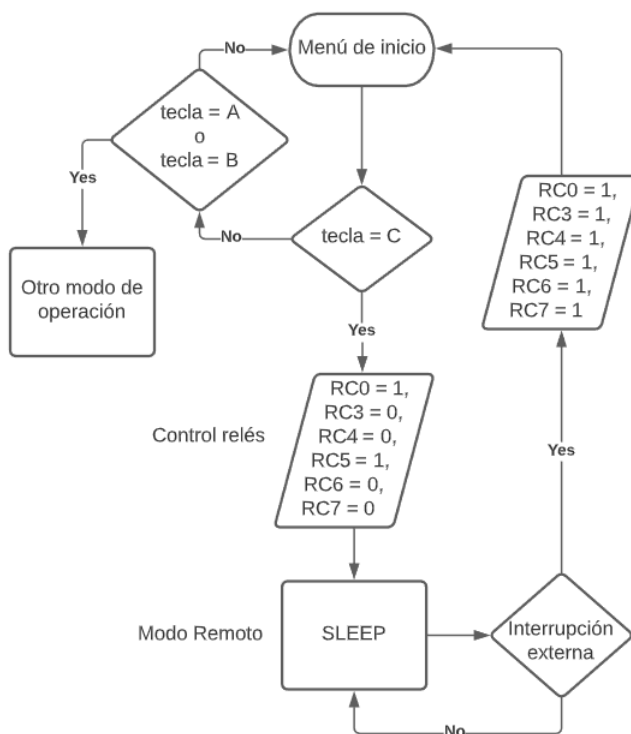 Menú de inicio
No
tecla = A
o
tecla = B
Yes
Otro modo de
operación
No
tecla = C
Yes
Control relés
RC0 = 1,
RC3 = 0,
RC4 = 0,
RC5 = 1,
RC6 = 0,
RC7 = 0
Modo Remoto
SLEEP
Interrupción
externa
No
Yes
RC0 = 1,
RC3 = 1,
RC4 = 1,
RC5 = 1,
RC6 = 1,
RC7 = 1